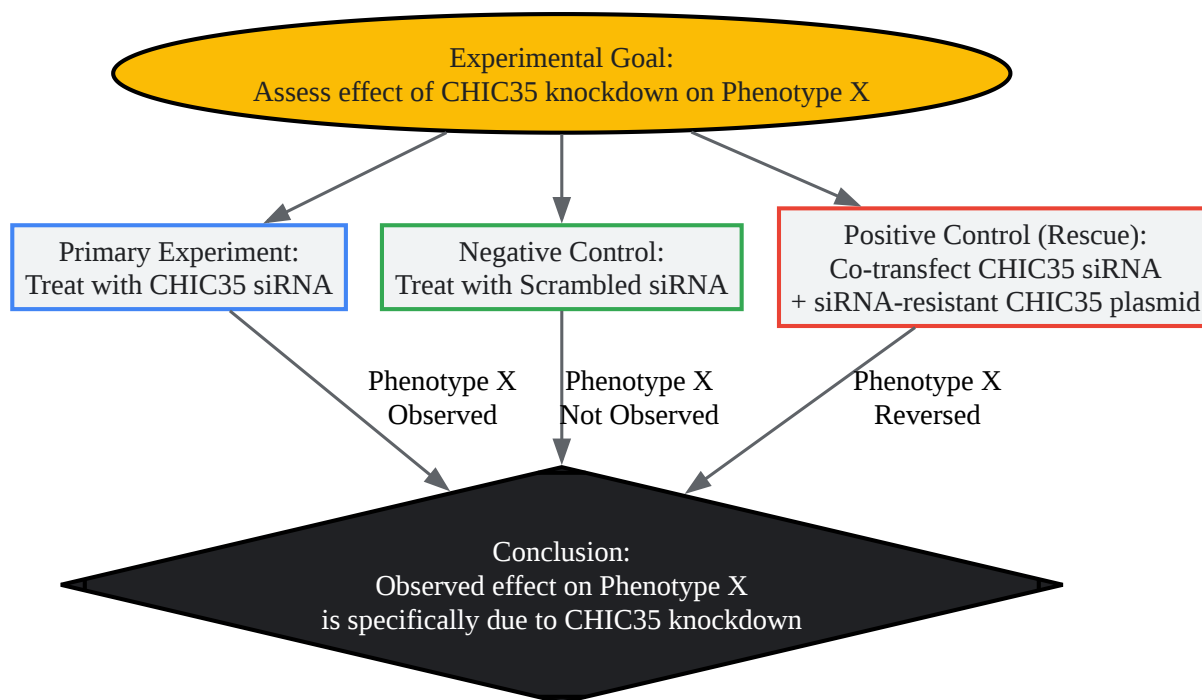 Experimental Goal:
Assess effect of CHIC35 knockdown on Phenotype X
Primary Experiment:
Treat with CHIC35 siRNA
Negative Control:
Treat with Scrambled siRNA
Positive Control (Rescue):
Co-transfect CHIC35 siRNA
+ siRNA-resistant CHIC35 plasmid
Phenotype X
Observed
Phenotype X
Not Observed
Phenotype X
Reversed
Conclusion:
Observed effect on Phenotype X
is specifically due to CHIC35 knockdown